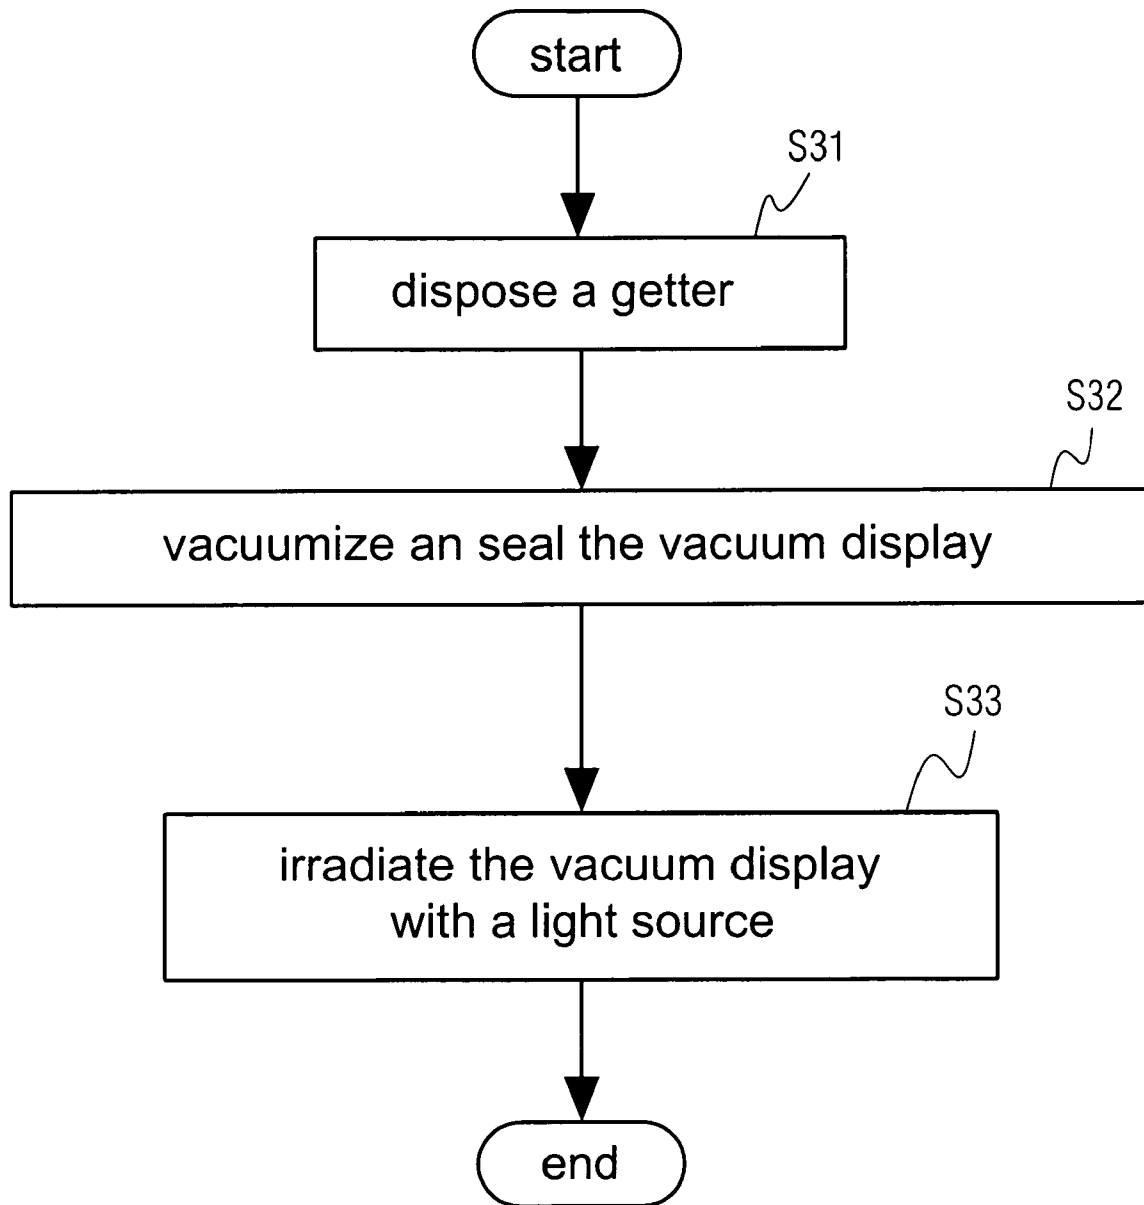 start
S31
dispose a getter
S32
vacuumize an seal the vacuum display
S33
irradiate the vacuum display
with a light source
end